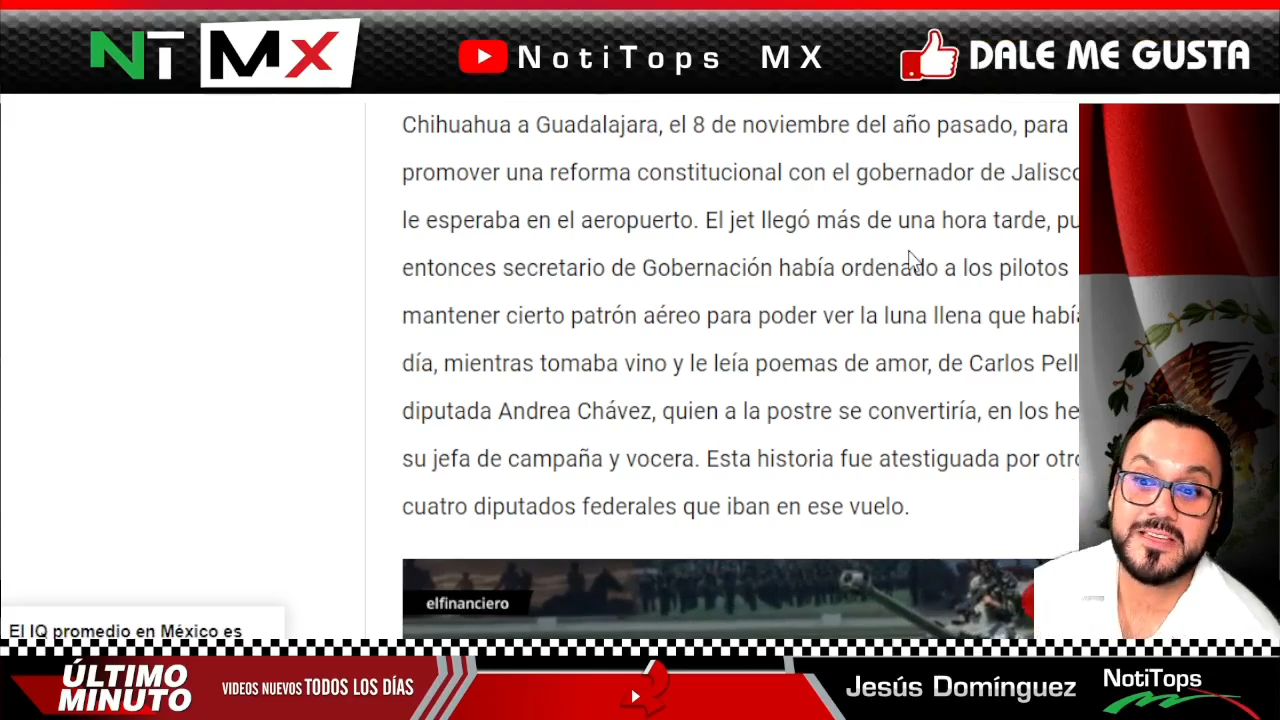 NT MX
NotiTops MX
DALE ME GUSTA
Chihuahua a Guadalajara, el 8 de noviembre del año pasado, para
promover una reforma constitucional con el gobernador de Jalisco
le esperaba en el aeropuerto. El jet llegó más de una hora tarde,
entonces secretario de Gobernación había ordenado a los pilotos
mantener cierto patrón aéreo para poder ver la luna llena que
día, mientras tomaba vino y le leía poemas de amor, de Carlos
diputada Andrea Chávez, quien a la postre se convertiría, en los
su jefa de campaña y vocera. Esta historia fue atestiguada por
cuatro diputados federales que iban en ese vuelo.
elfinanciero
El IQ promedio en México es
ÚLTIMO
MINUTO
VIDEOS NUEVOS TODOS LOS DÍAS
Jesús Domínguez
NotiTops